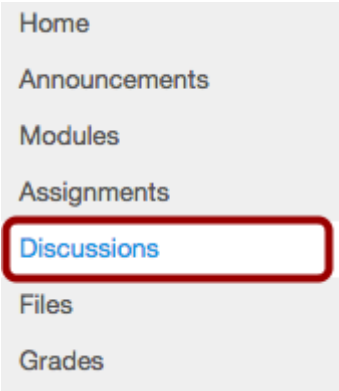 Home
Announcements
Modules
Assignments
Discussions
Files
Grades